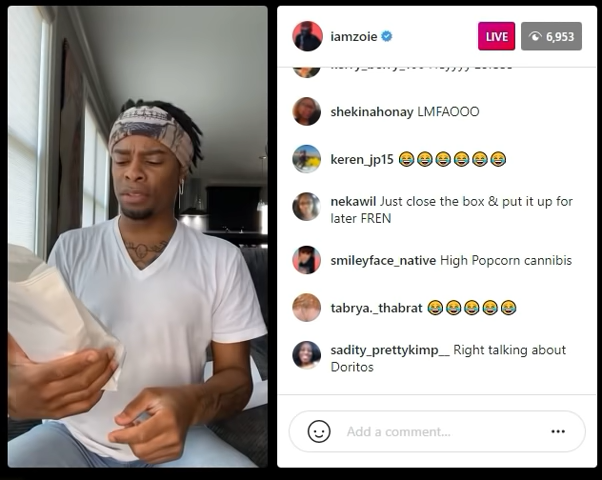 iamzoie
LIVE
6,953
shekinahonay LMFAOOO
keren_jp15 😂😂😂😂😂😂
nekawil Just close the box & put it up for
later FREN
smileyface_native High Popcorn cannibis
tabrya._thabrat 😂😂😂😂😂
sadity_prettykimp__ Right talking about
Doritos
Add a comment...